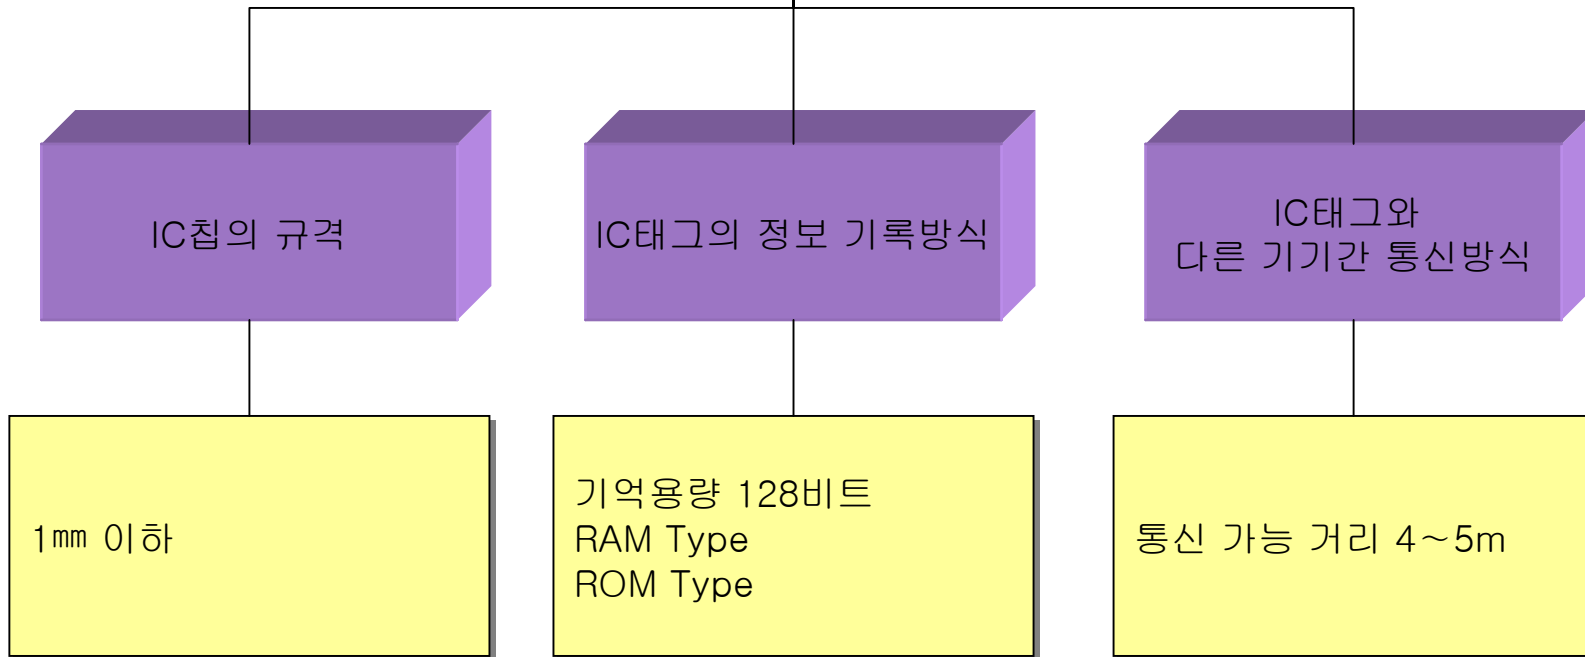 IC칩의 규격
IC태그의 정보 기록방식
IC태그와
다른 기기간 통신방식
1㎜ 이하
기억용량 128비트
RAM Type
ROM Type
통신 가능 거리 4~5m